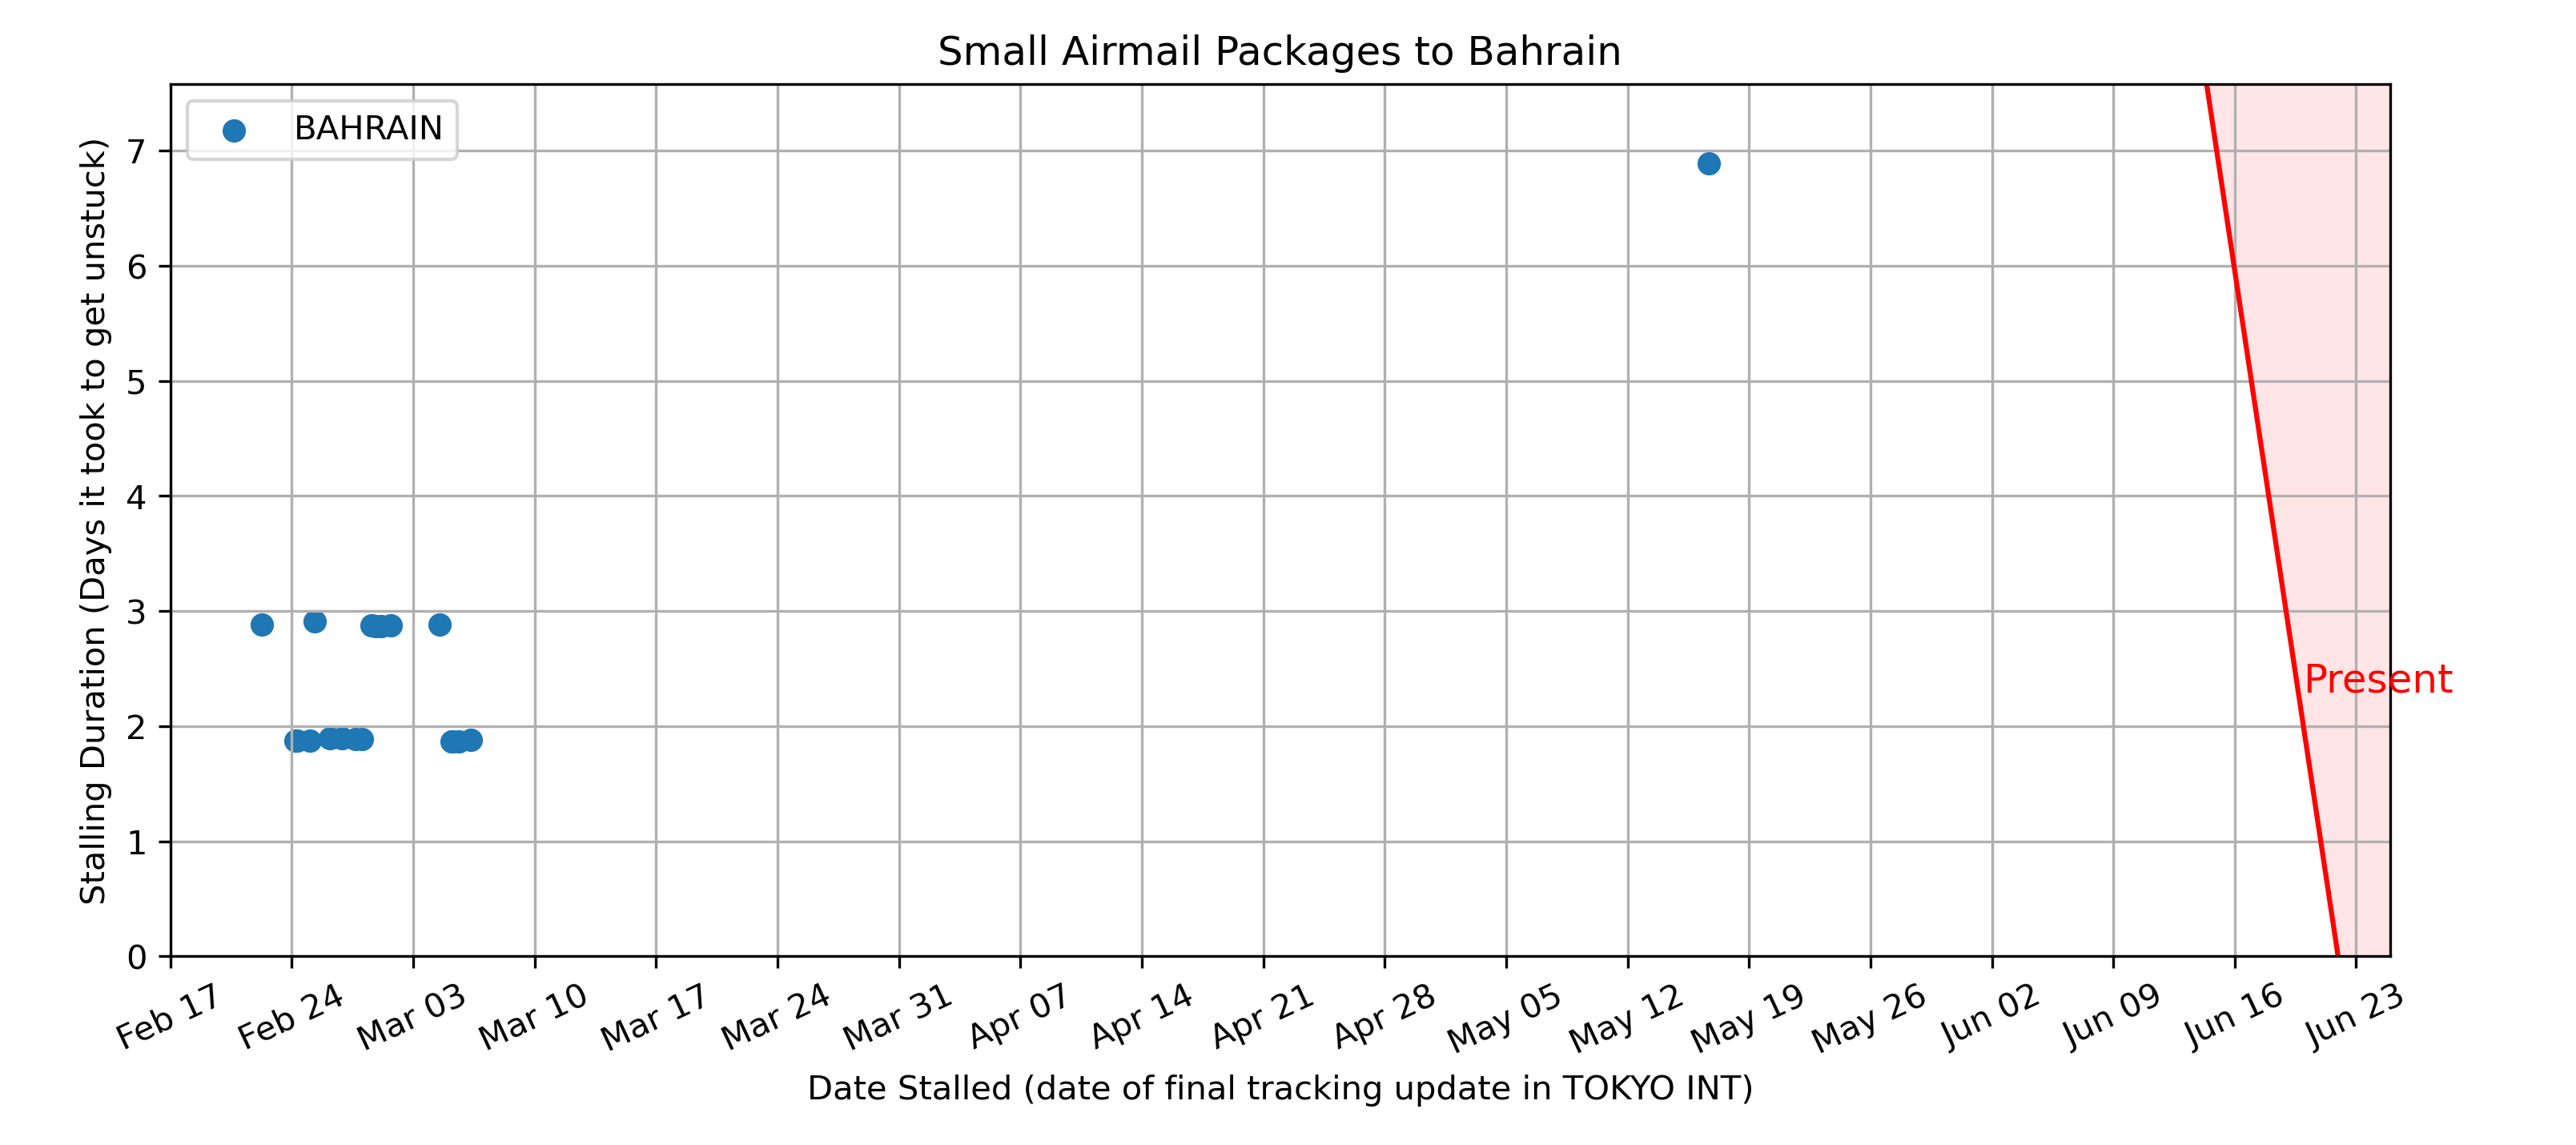 Small Airmail Packages to Bahrain
BAHRAIN
Stalling Duration (Days it took to get unstuck)
7
6
5
4
3
2
1
0
Present
Feb 17
Feb 24
Mar 03
Mar 10
Mar 17
Mar 24
Mar 31
Apr 07
Apr 14
Apr 21
Apr 28
May 05
May 12
May 19
May 26
Jun 02
Jun 09
Jun 16
Jun 23
Date Stalled (date of final tracking update in TOKYO INT)